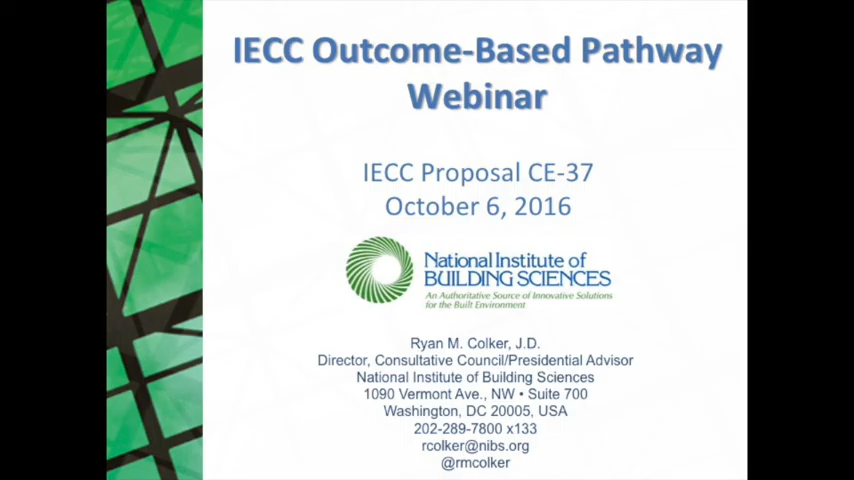 IECC Outcome-Based Pathway
Webinar
IECC Proposal CE-37
October 6, 2016
National Institute of
BUILDING SCIENCES
An Authoritative Source of Innovative Solutions
for the Built Environment
Ryan M. Colker, J.D.
Director, Consultative Council/Presidential Advisor
National Institute of Building Sciences
1090 Vermont Ave., NW • Suite 700
Washington, DC 20005, USA
202-289-7800 x133
rcolker@nibs.org
@rmcolker